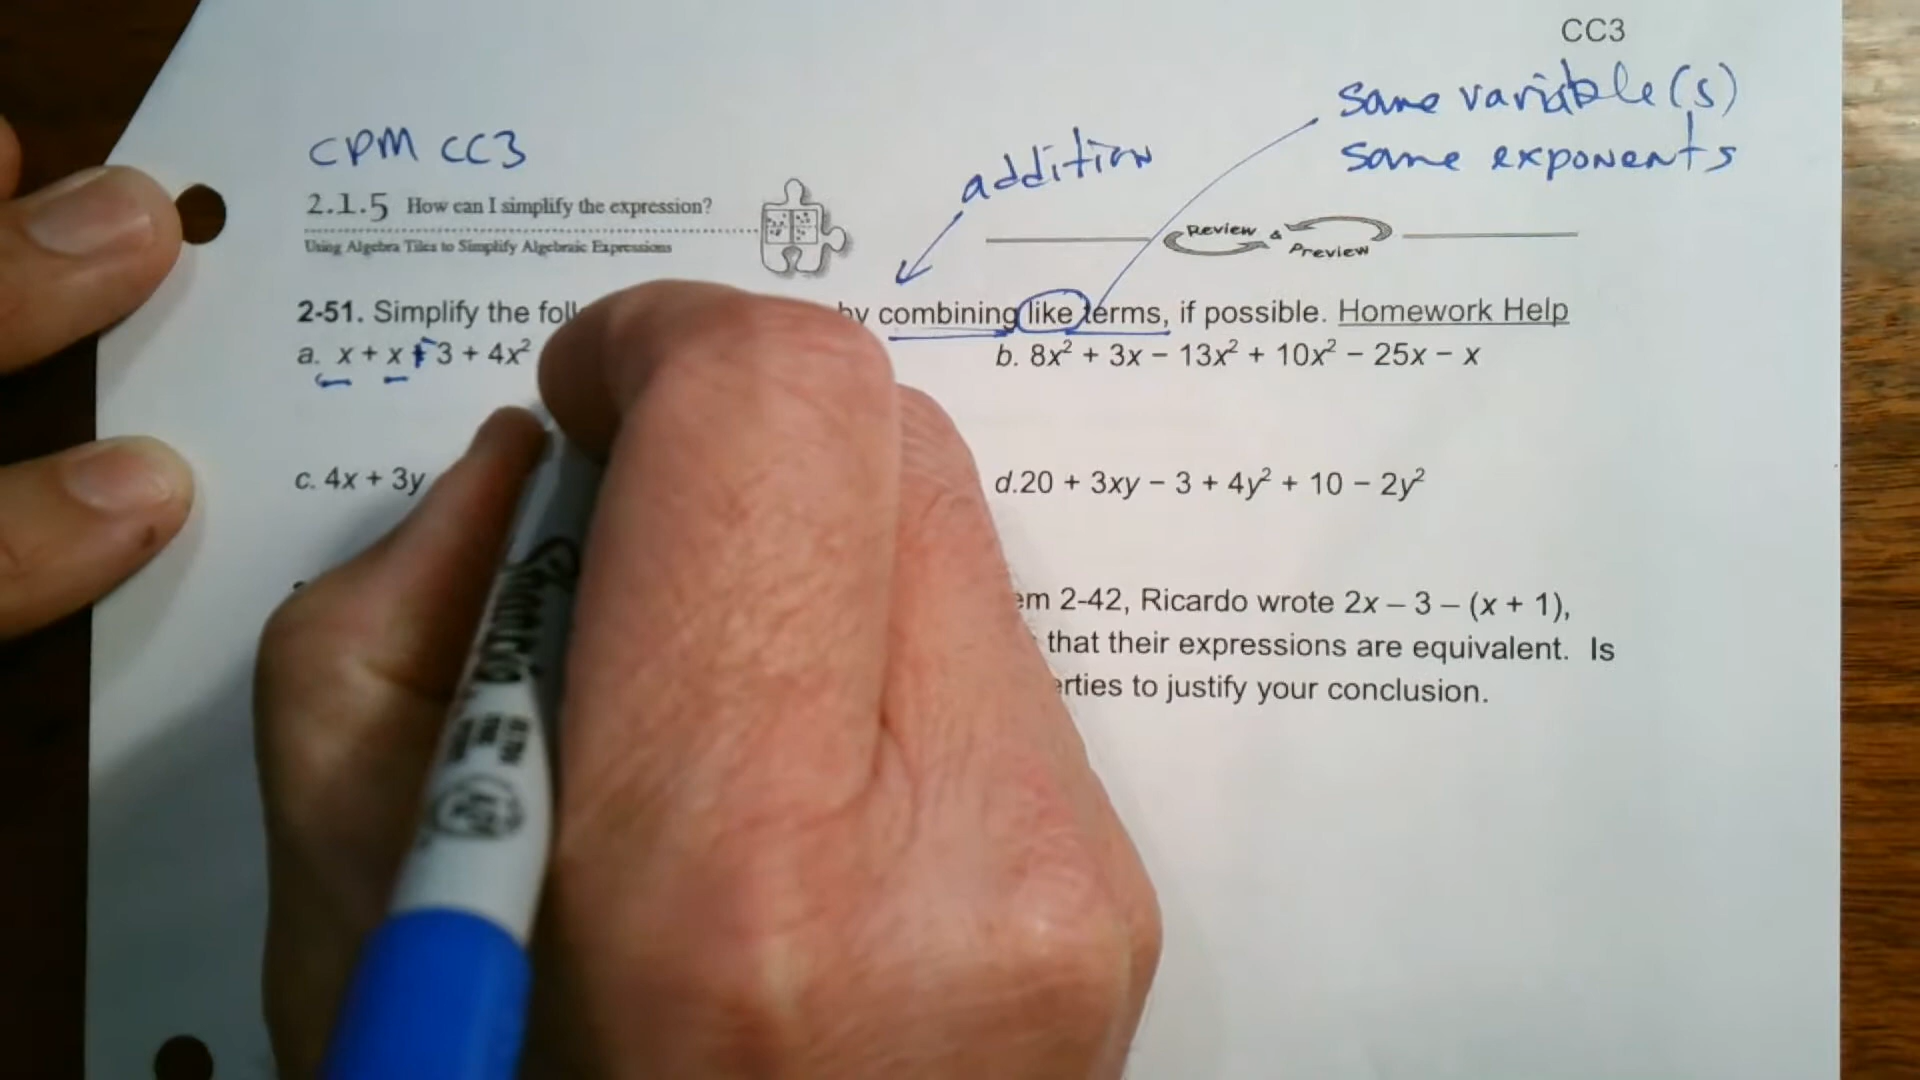 CC3
same variable(s)
same exponents
addition
CPM CC3
2.1.5 How can I simplify the expression?
Using Algebra Tiles to Simplify Algebraic Expressions
Review & Preview
2-51. Simplify the by combining like terms, if possible. Homework Help
a. x + x + 3 + 4x²
b. 8x² + 3x − 13x² + 10x² − 25x − x
c. 4x + 3y
d.20 + 3xy − 3 + 4y² + 10 − 2y²
2-42, Ricardo wrote 2x – 3 – (x + 1),
that their expressions are equivalent. Is
to justify your conclusion.
Sharpie